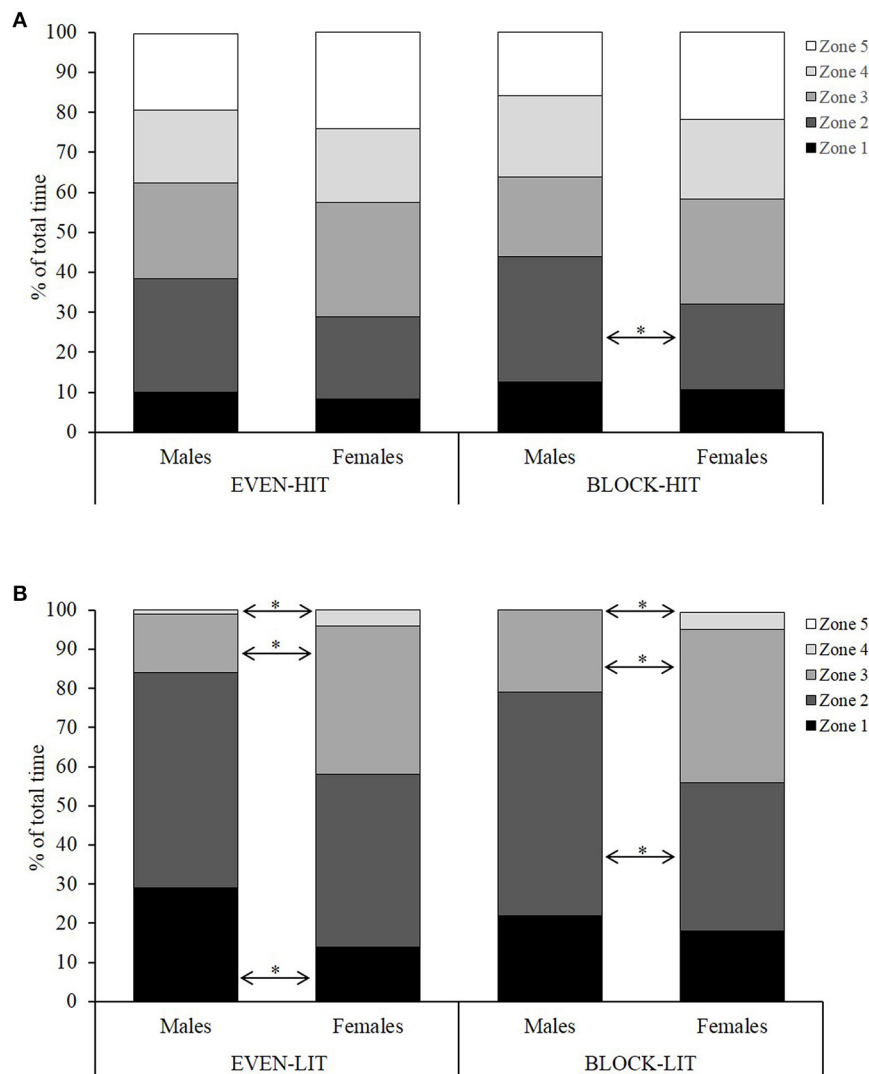 A
% of total time
100
90
80
70
60
50
40
30
20
10
0
*
Zone 5
Zone 4
Zone 3
Zone 2
Zone 1
Males Females Males Females
EVEN-HIT BLOCK-HIT
B
% of total time
100
90
80
70
60
50
40
30
20
10
0
* *
* *
*
*
Zone 5
Zone 4
Zone 3
Zone 2
Zone 1
Males Females Males Females
EVEN-LIT BLOCK-LIT